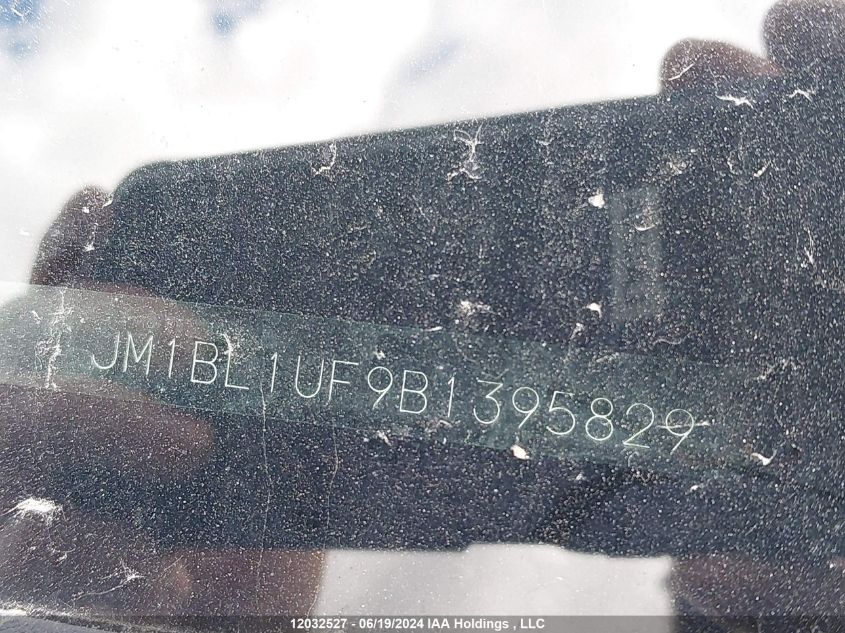 JM1BL1UF9B1395829
12032527 - 06/19/2024 IAA Holdings , LLC